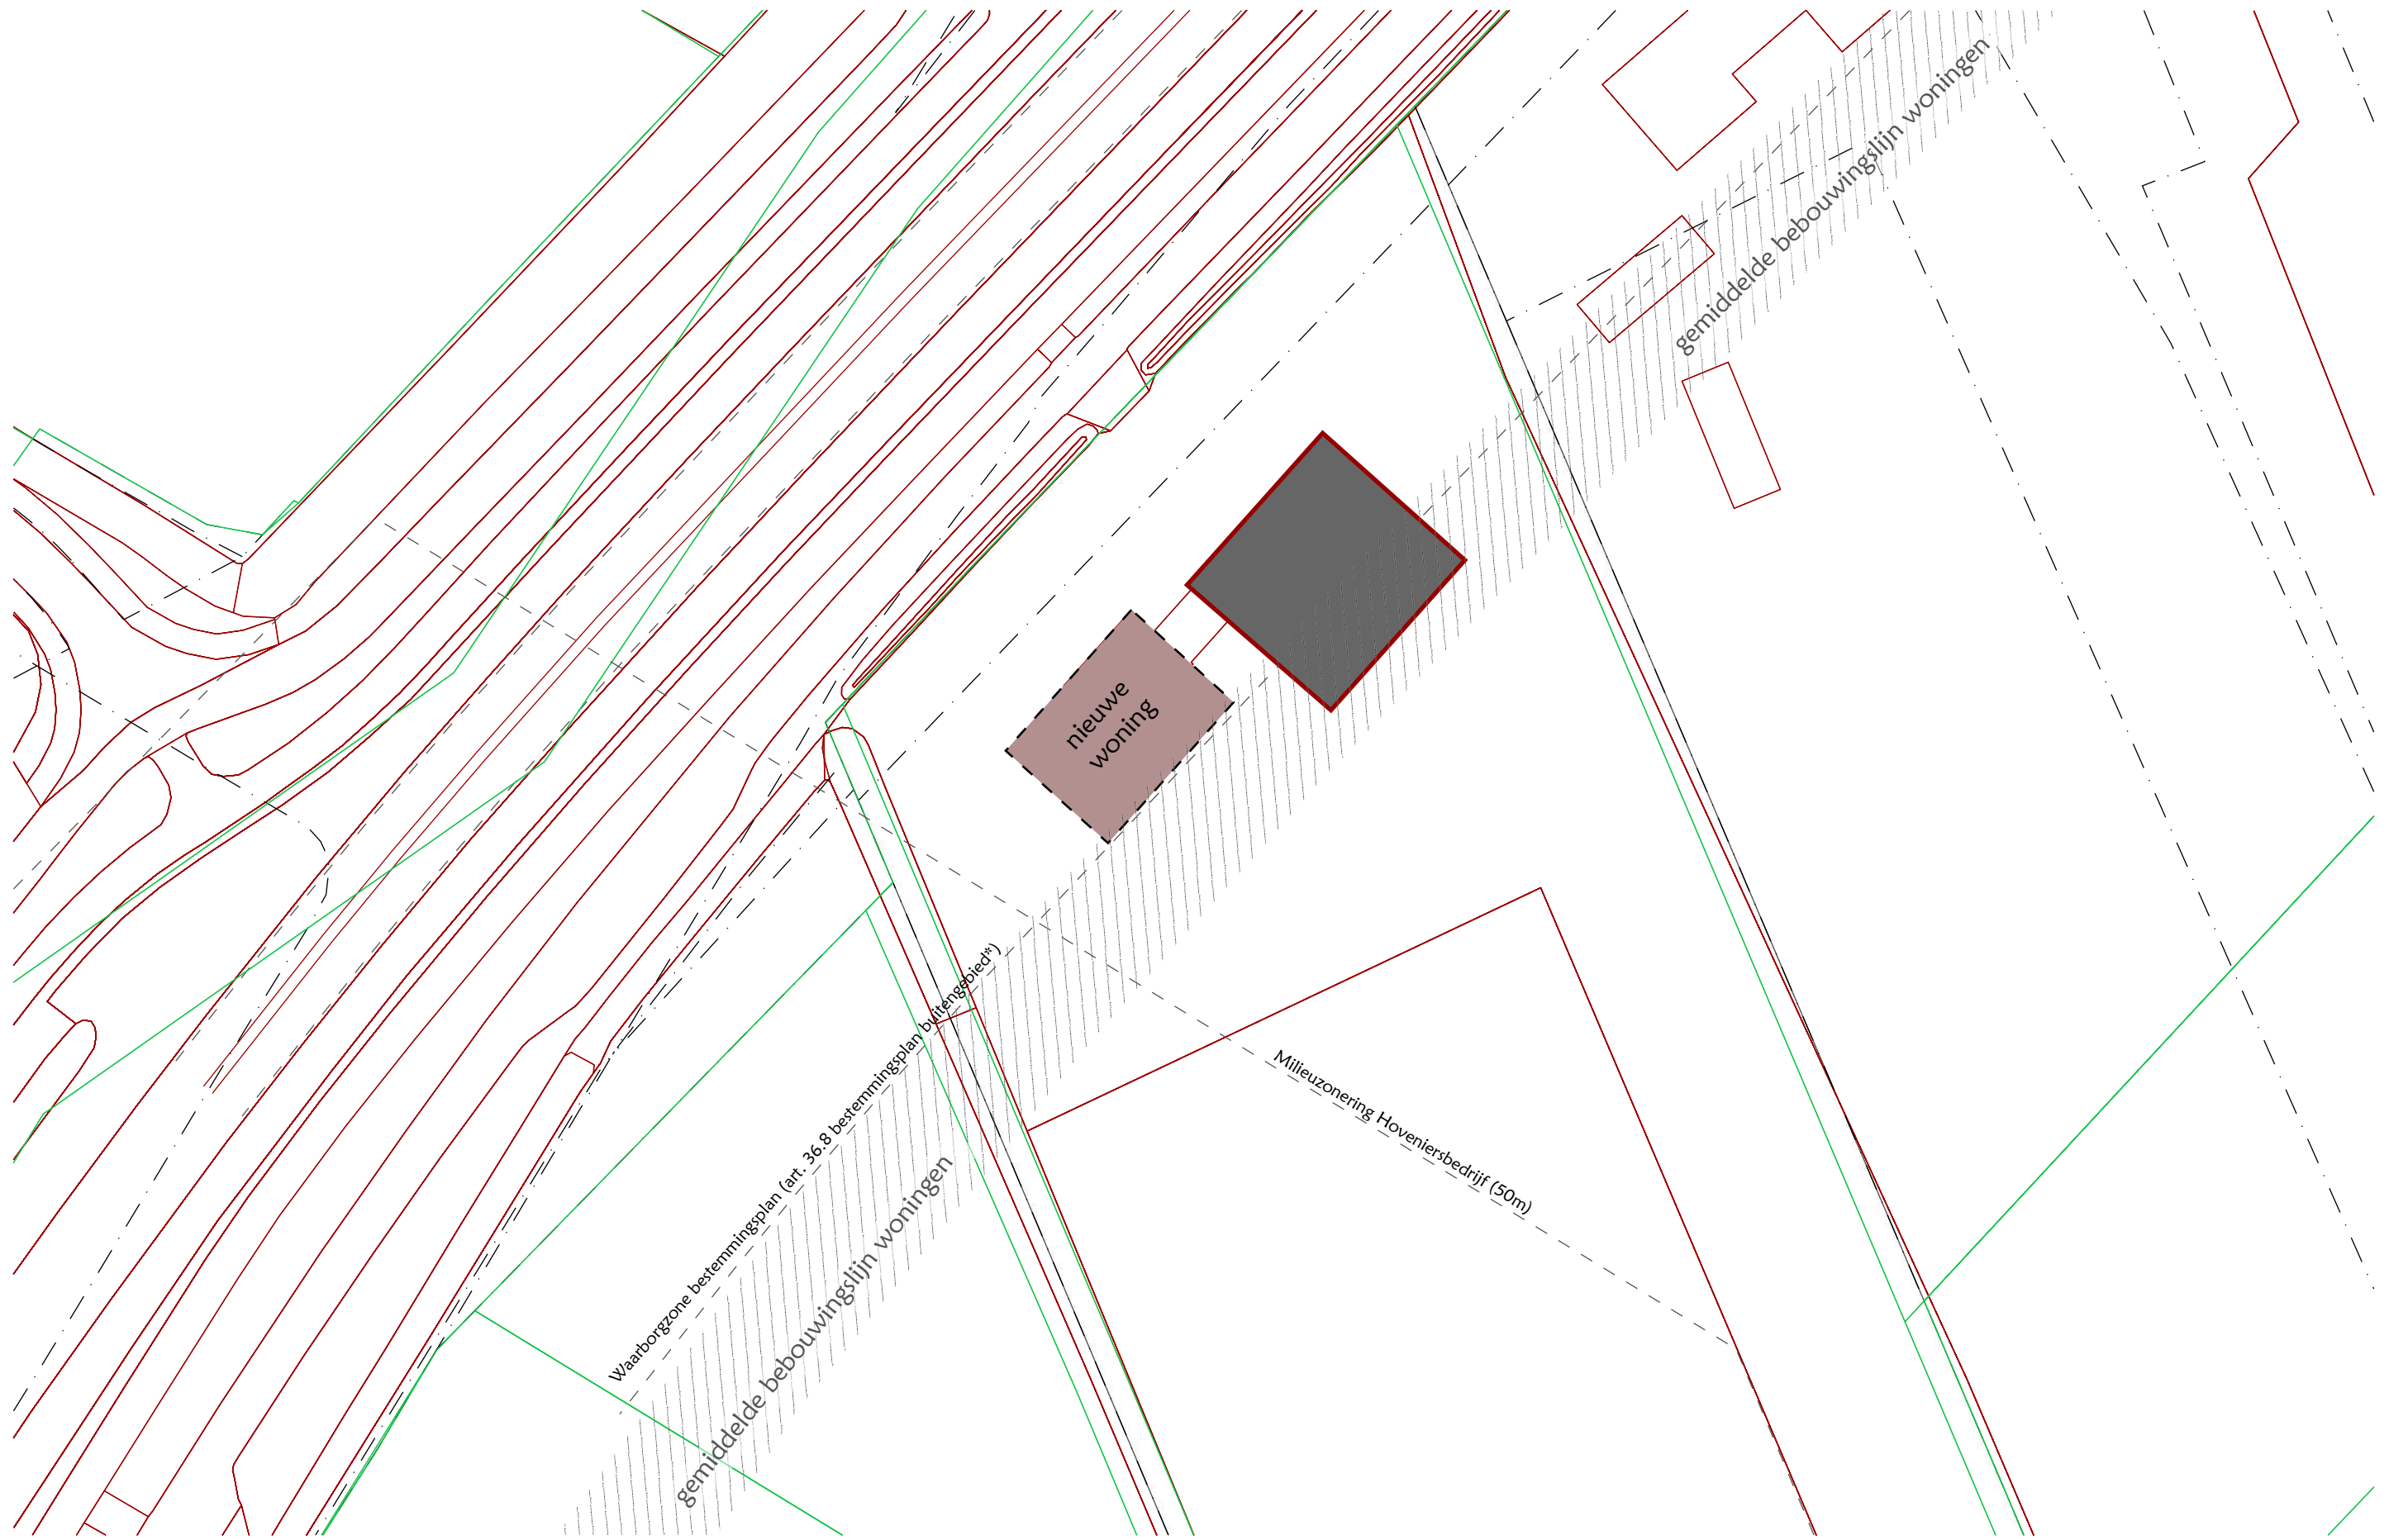 gemiddelde bebouwingslijn woningen
nieuwe
woning
Waarborgzone bestemmingsplan (art. 36.8 bestemmingsplan buitengebied*)
Milieuzonering Hoveniersbedrijf (50m)
gemiddelde bebouwingslijn woningen